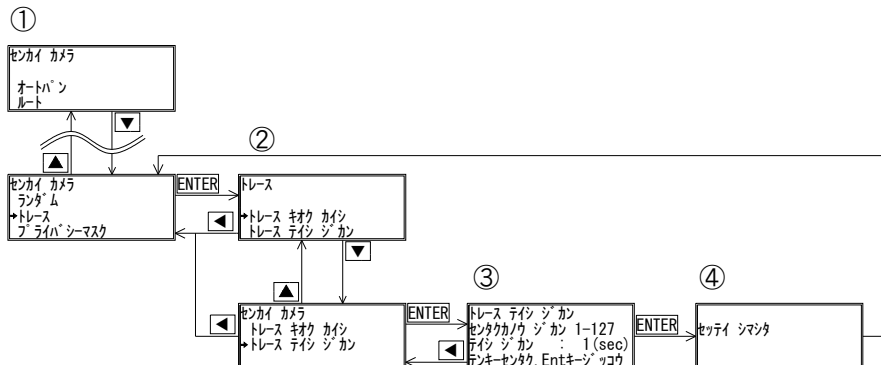 ①
センカイ カメラ
オートパン
ルート
▼
②
▲
センカイ カメラ
ランダム
→トレース
プライバシーマスク
ENTER
◀
トレース
→トレース キオク カイシ
トレース テイシ ジカン
▼
▲
◀
センカイ カメラ
トレース キオク カイシ
→トレース テイシ ジカン
ENTER
◀
③
トレース テイシ ジカン
センタクカノウ ジカン 1-127
テイシ ジカン : 1(sec)
テンキーセンタク,Entキージッコウ
ENTER
④
セッテイ シマシタ